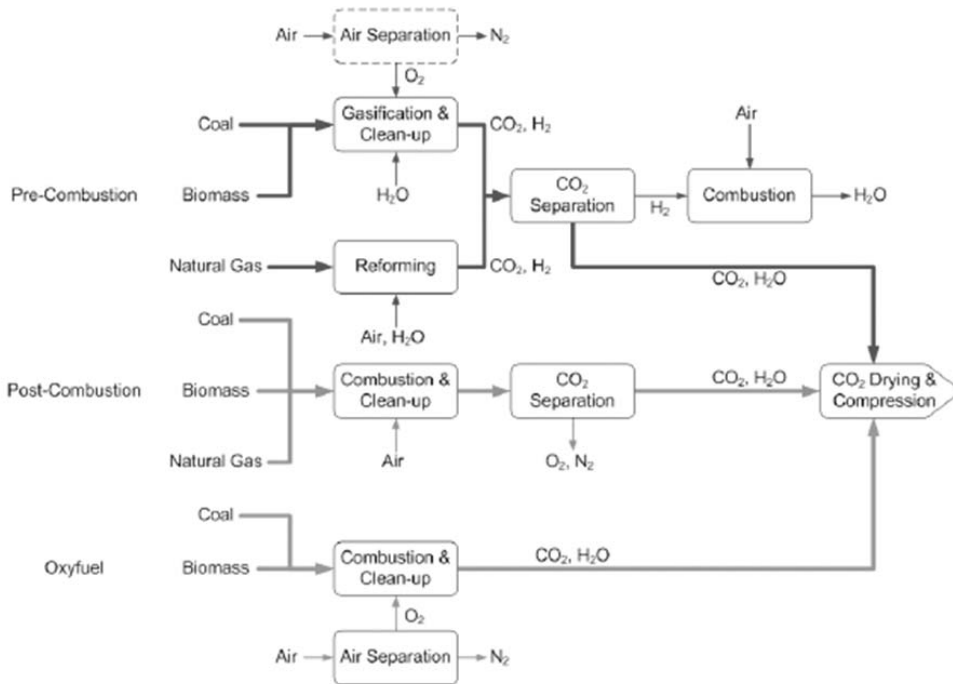 Air
Air Separation
N₂
O₂
Coal
Gasification &
Clean-up
CO₂, H₂
Air
Pre-Combustion
Biomass
H₂O
CO₂
Separation
H₂
Combustion
H₂O
Natural Gas
Reforming
CO₂, H₂
CO₂, H₂O
Air, H₂O
Coal
Post-Combustion
Biomass
Combustion &
Clean-up
CO₂
Separation
CO₂, H₂O
CO₂ Drying &
Compression
Natural Gas
Air
O₂, N₂
Coal
Oxyfuel
Biomass
Combustion &
Clean-up
CO₂, H₂O
O₂
Air
Air Separation
N₂